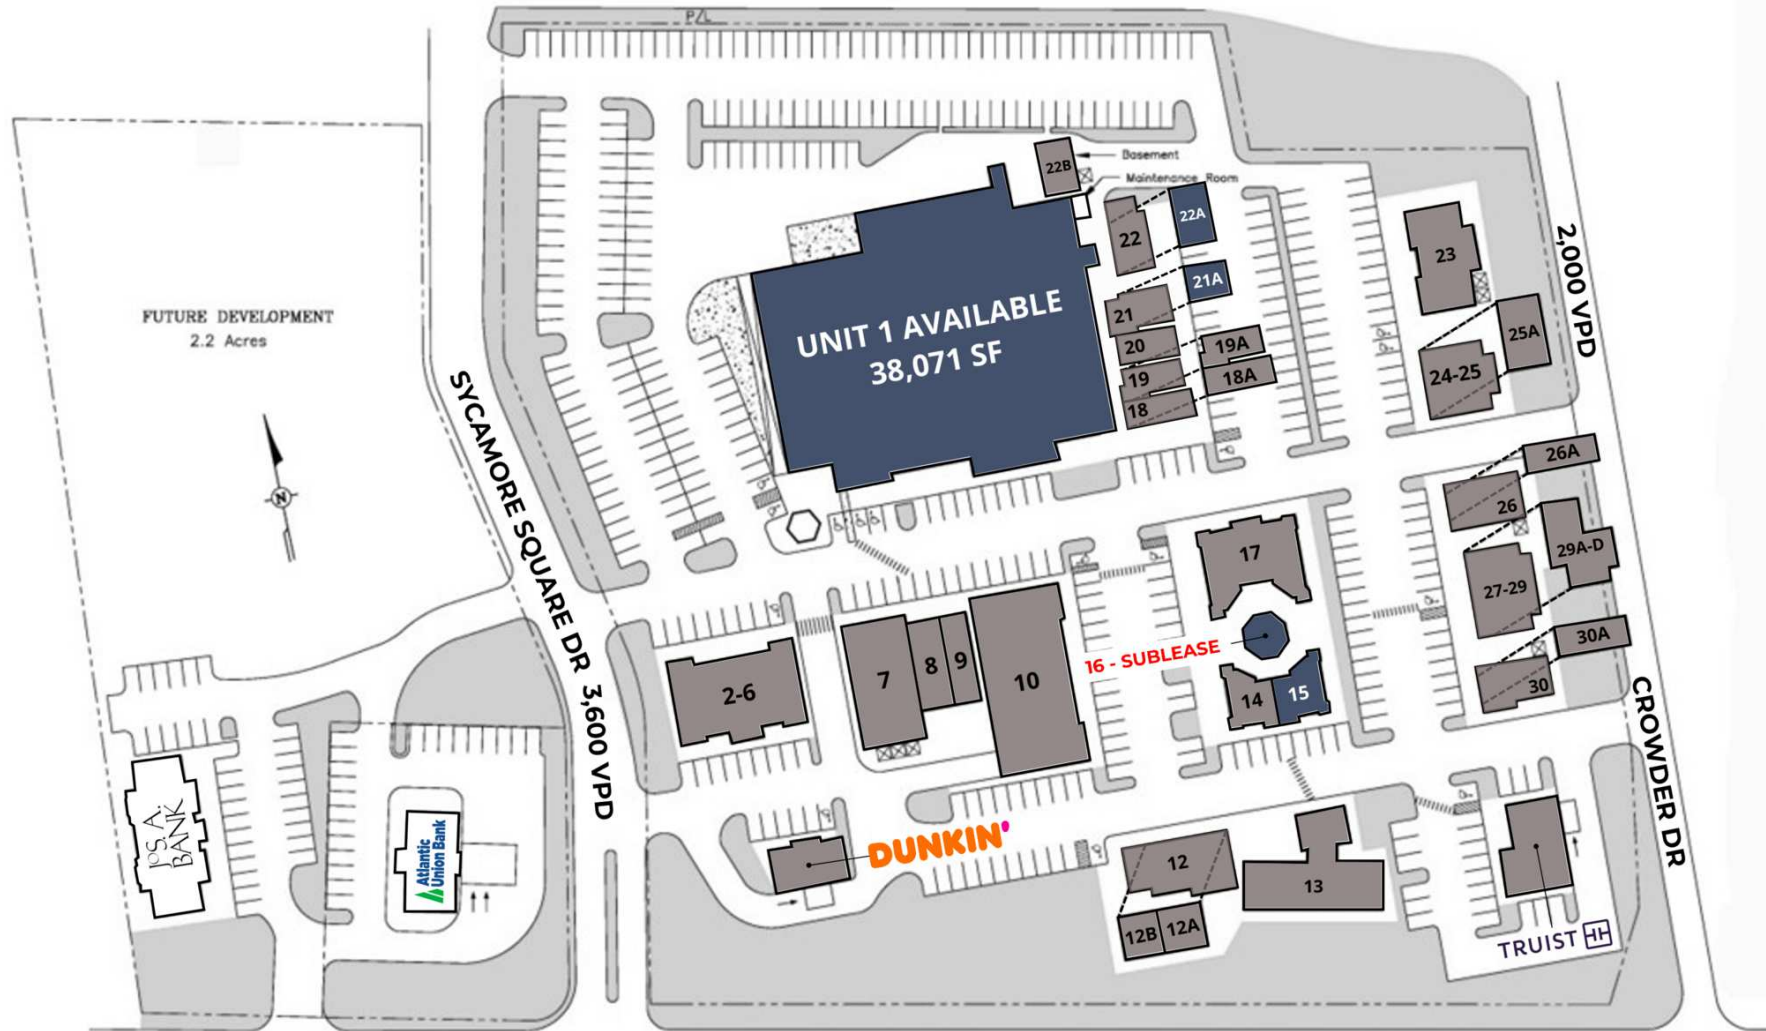 P/L
Basement
Maintenance Room
22B
22
22A
21A
21
20
19A
19
18A
18
23
25A
24-25
2,000 VPD
FUTURE DEVELOPMENT
2.2 Acres
UNIT 1 AVAILABLE
38,071 SF
N
SYCAMORE SQUARE DR 3,600 VPD
26A
26
29A-D
27-29
30A
30
17
16 - SUBLEASE
14
15
2-6
7
8
9
10
CROWDER DR
JoS. A.
BANK
Atlantic
Union Bank
DUNKIN'
12
13
12B
12A
TRUIST